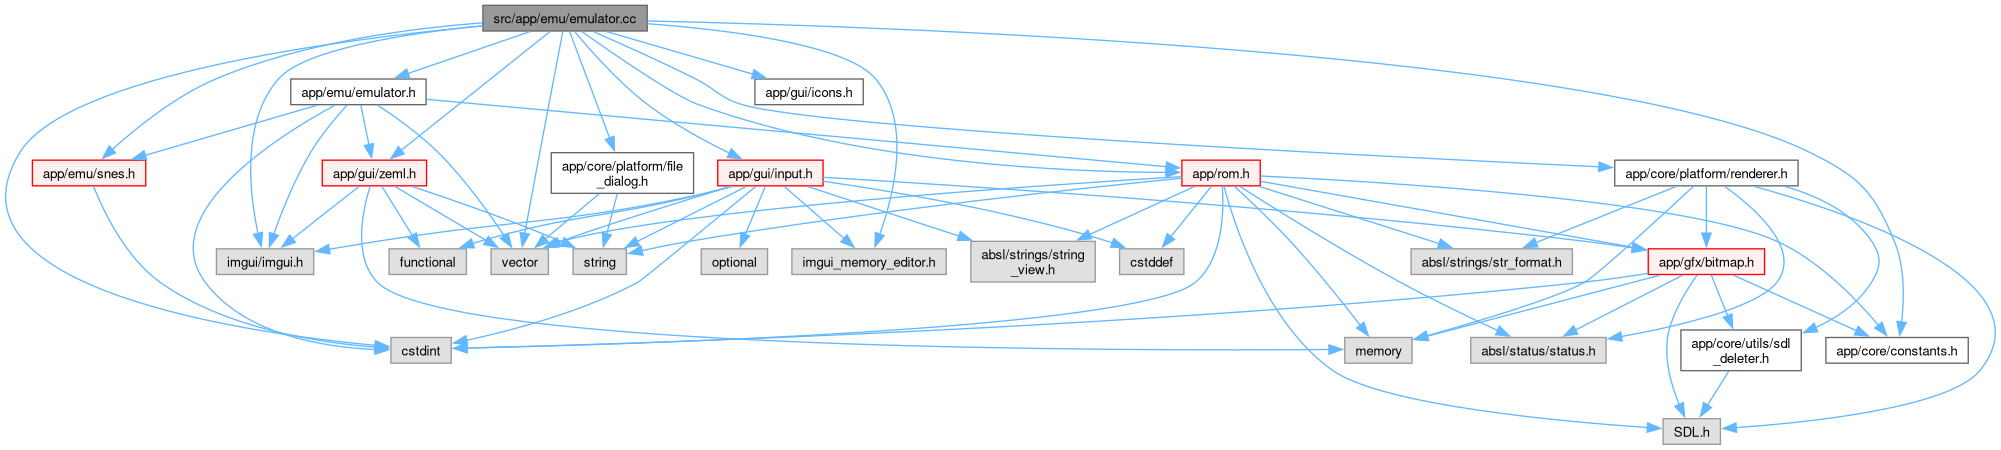 src/app/emu/emulator.cc
app/emu/emulator.h
app/gui/icons.h
app/emu/snes.h
app/gui/zeml.h
app/core/platform/file
_dialog.h
app/gui/input.h
app/rom.h
app/core/platform/renderer.h
imgui/imgui.h
functional
vector
string
optional
imgui_memory_editor.h
absl/strings/string
_view.h
cstddef
absl/strings/str_format.h
app/gfx/bitmap.h
cstdint
memory
absl/status/status.h
app/core/utils/sdl
_deleter.h
app/core/constants.h
SDL.h